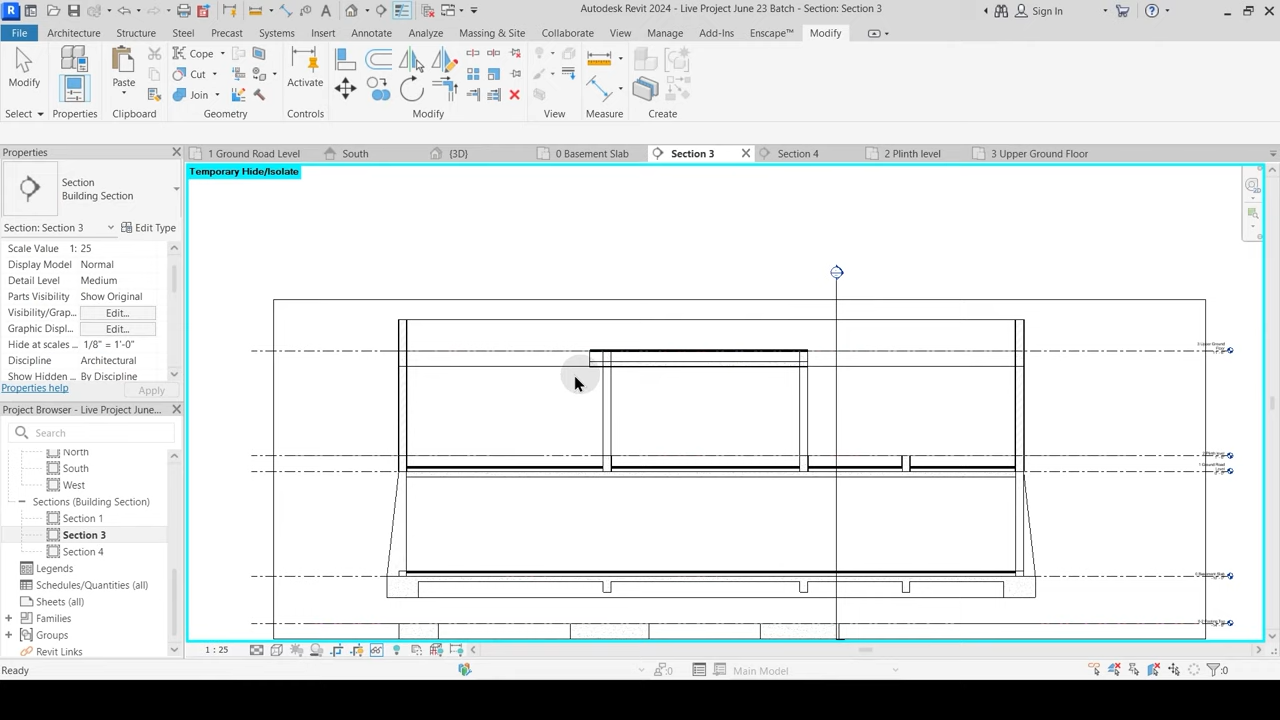 Autodesk Revit 2024 - Live Project June 23 Batch - Section: Section 3
Sign In
File
Architecture
Structure
Steel
Precast
Systems
Insert
Annotate
Analyze
Massing & Site
Collaborate
View
Manage
Add-Ins
Enscape™
Modify
Modify
Paste
Cope
Cut
Join
Activate
Select
Properties
Clipboard
Geometry
Controls
Modify
View
Measure
Create
Properties
1 Ground Road Level
South
{3D}
0 Basement Slab
Section 3
Section 4
2 Plinth level
3 Upper Ground Floor
Temporary Hide/Isolate
Section
Building Section
Section: Section 3
Edit Type
Scale Value 1: 25
Display Model Normal
Detail Level Medium
Parts Visibility Show Original
Visibility/Grap... Edit...
Graphic Displ... Edit...
Hide at scales ... 1/8" = 1'-0"
Discipline Architectural
Show Hidden ... By Discipline
Properties help
Apply
Project Browser - Live Project June...
Search
North
South
West
Sections (Building Section)
Section 1
Section 3
Section 4
Legends
Schedules/Quantities (all)
Sheets (all)
Families
Groups
Revit Links
1 : 25
Ready
:0
Main Model
:0